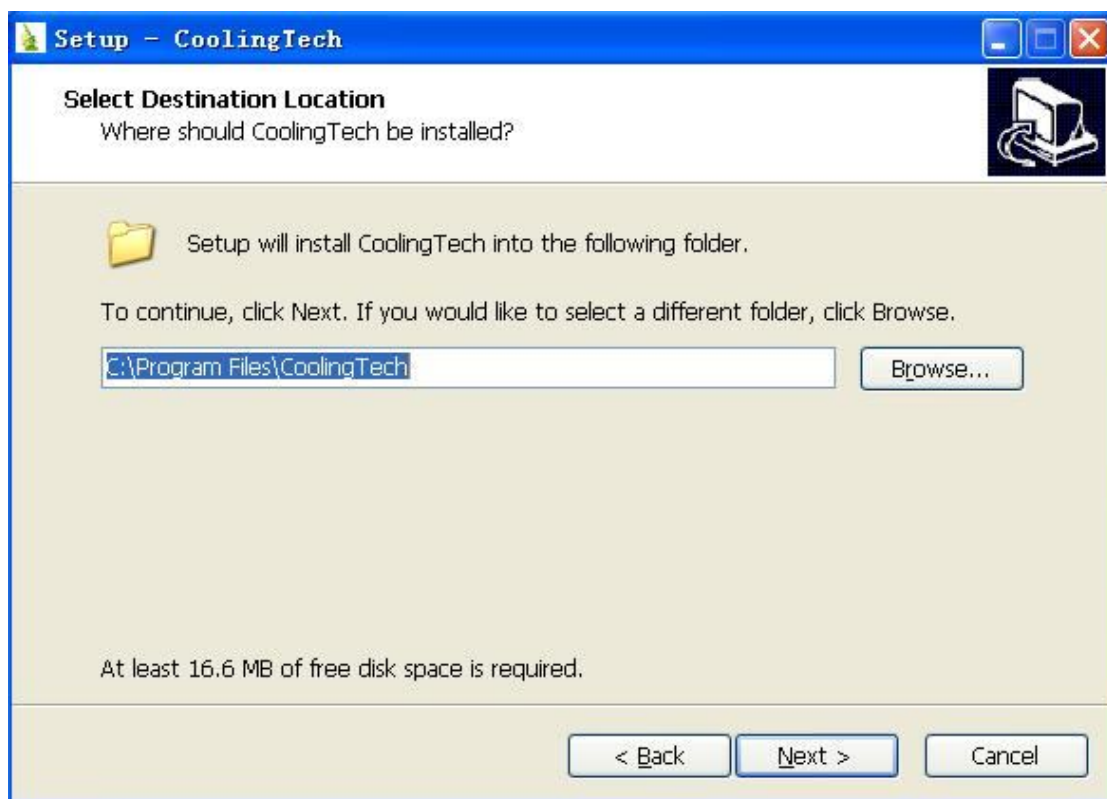 Setup - CoolingTech
Select Destination Location
Where should CoolingTech be installed?
Setup will install CoolingTech into the following folder.
To continue, click Next. If you would like to select a different folder, click Browse.
C:\Program Files\CoolingTech
Browse...
At least 16.6 MB of free disk space is required.
< Back
Next >
Cancel